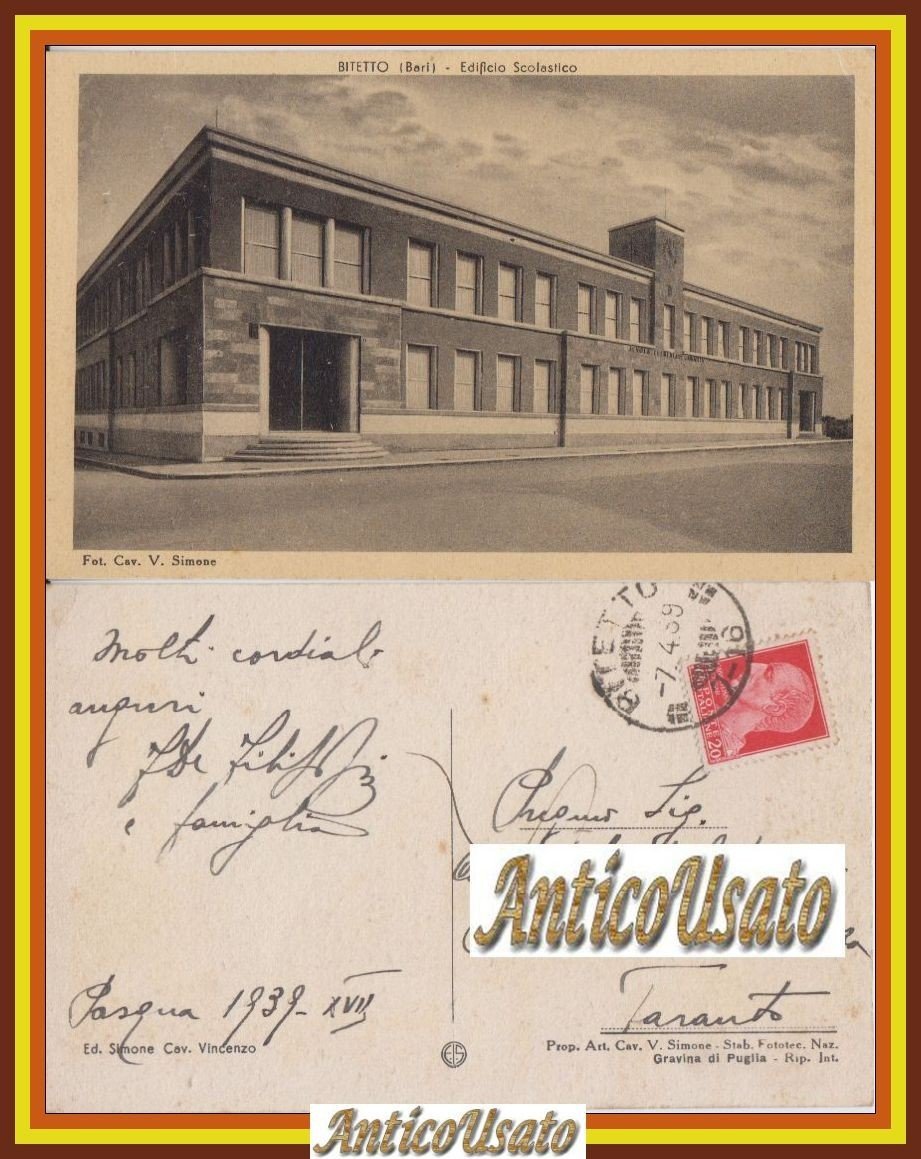 BITETTO (Bari) - Edificio Scolastico
Fot. Cav. V. Simone
Molti cordiali
auguri
e famiglia
Pasqua 1939-XVII
Ed. Simone Cav. Vincenzo
BITETTO
-7.4.39
POSTE
ITALIANE
20
Sig.
AnticoUsato
Taranto
Prop. Art. Cav. V. Simone - Stab. Fototec. Naz.
Gravina di Puglia - Rip. Int.
AnticoUsato